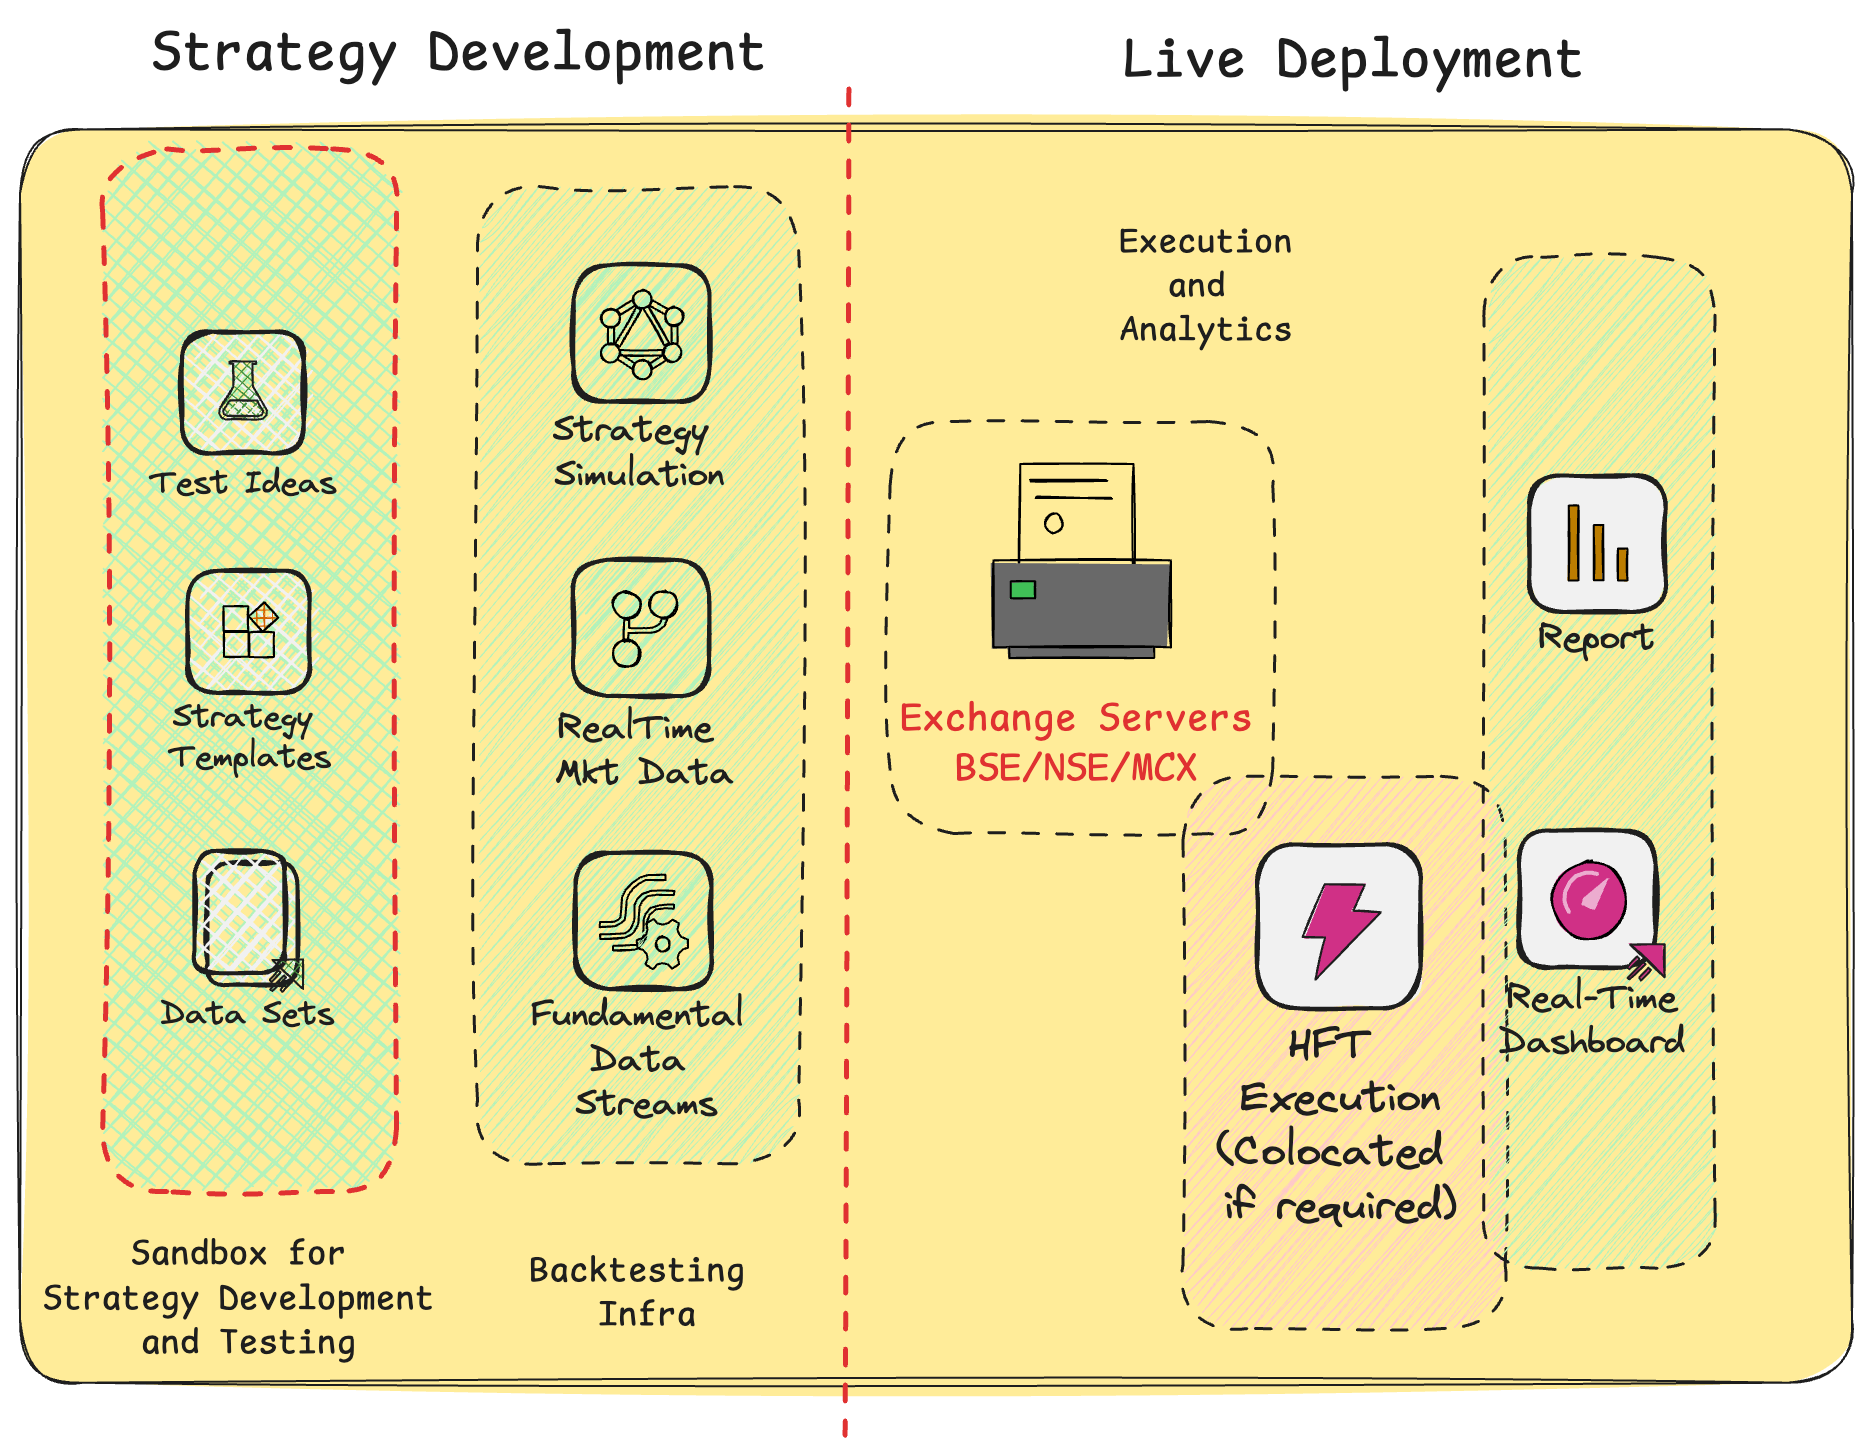 Strategy Development
Live Deployment
Test Ideas
Strategy
Templates
Data Sets
Sandbox for
Strategy Development
and Testing
Strategy
Simulation
RealTime
Mkt Data
Fundamental
Data
Streams
Backtesting
Infra
Execution
and
Analytics
Exchange Servers
BSE/NSE/MCX
HFT
Execution
(Colocated
if required)
Report
Real-Time
Dashboard